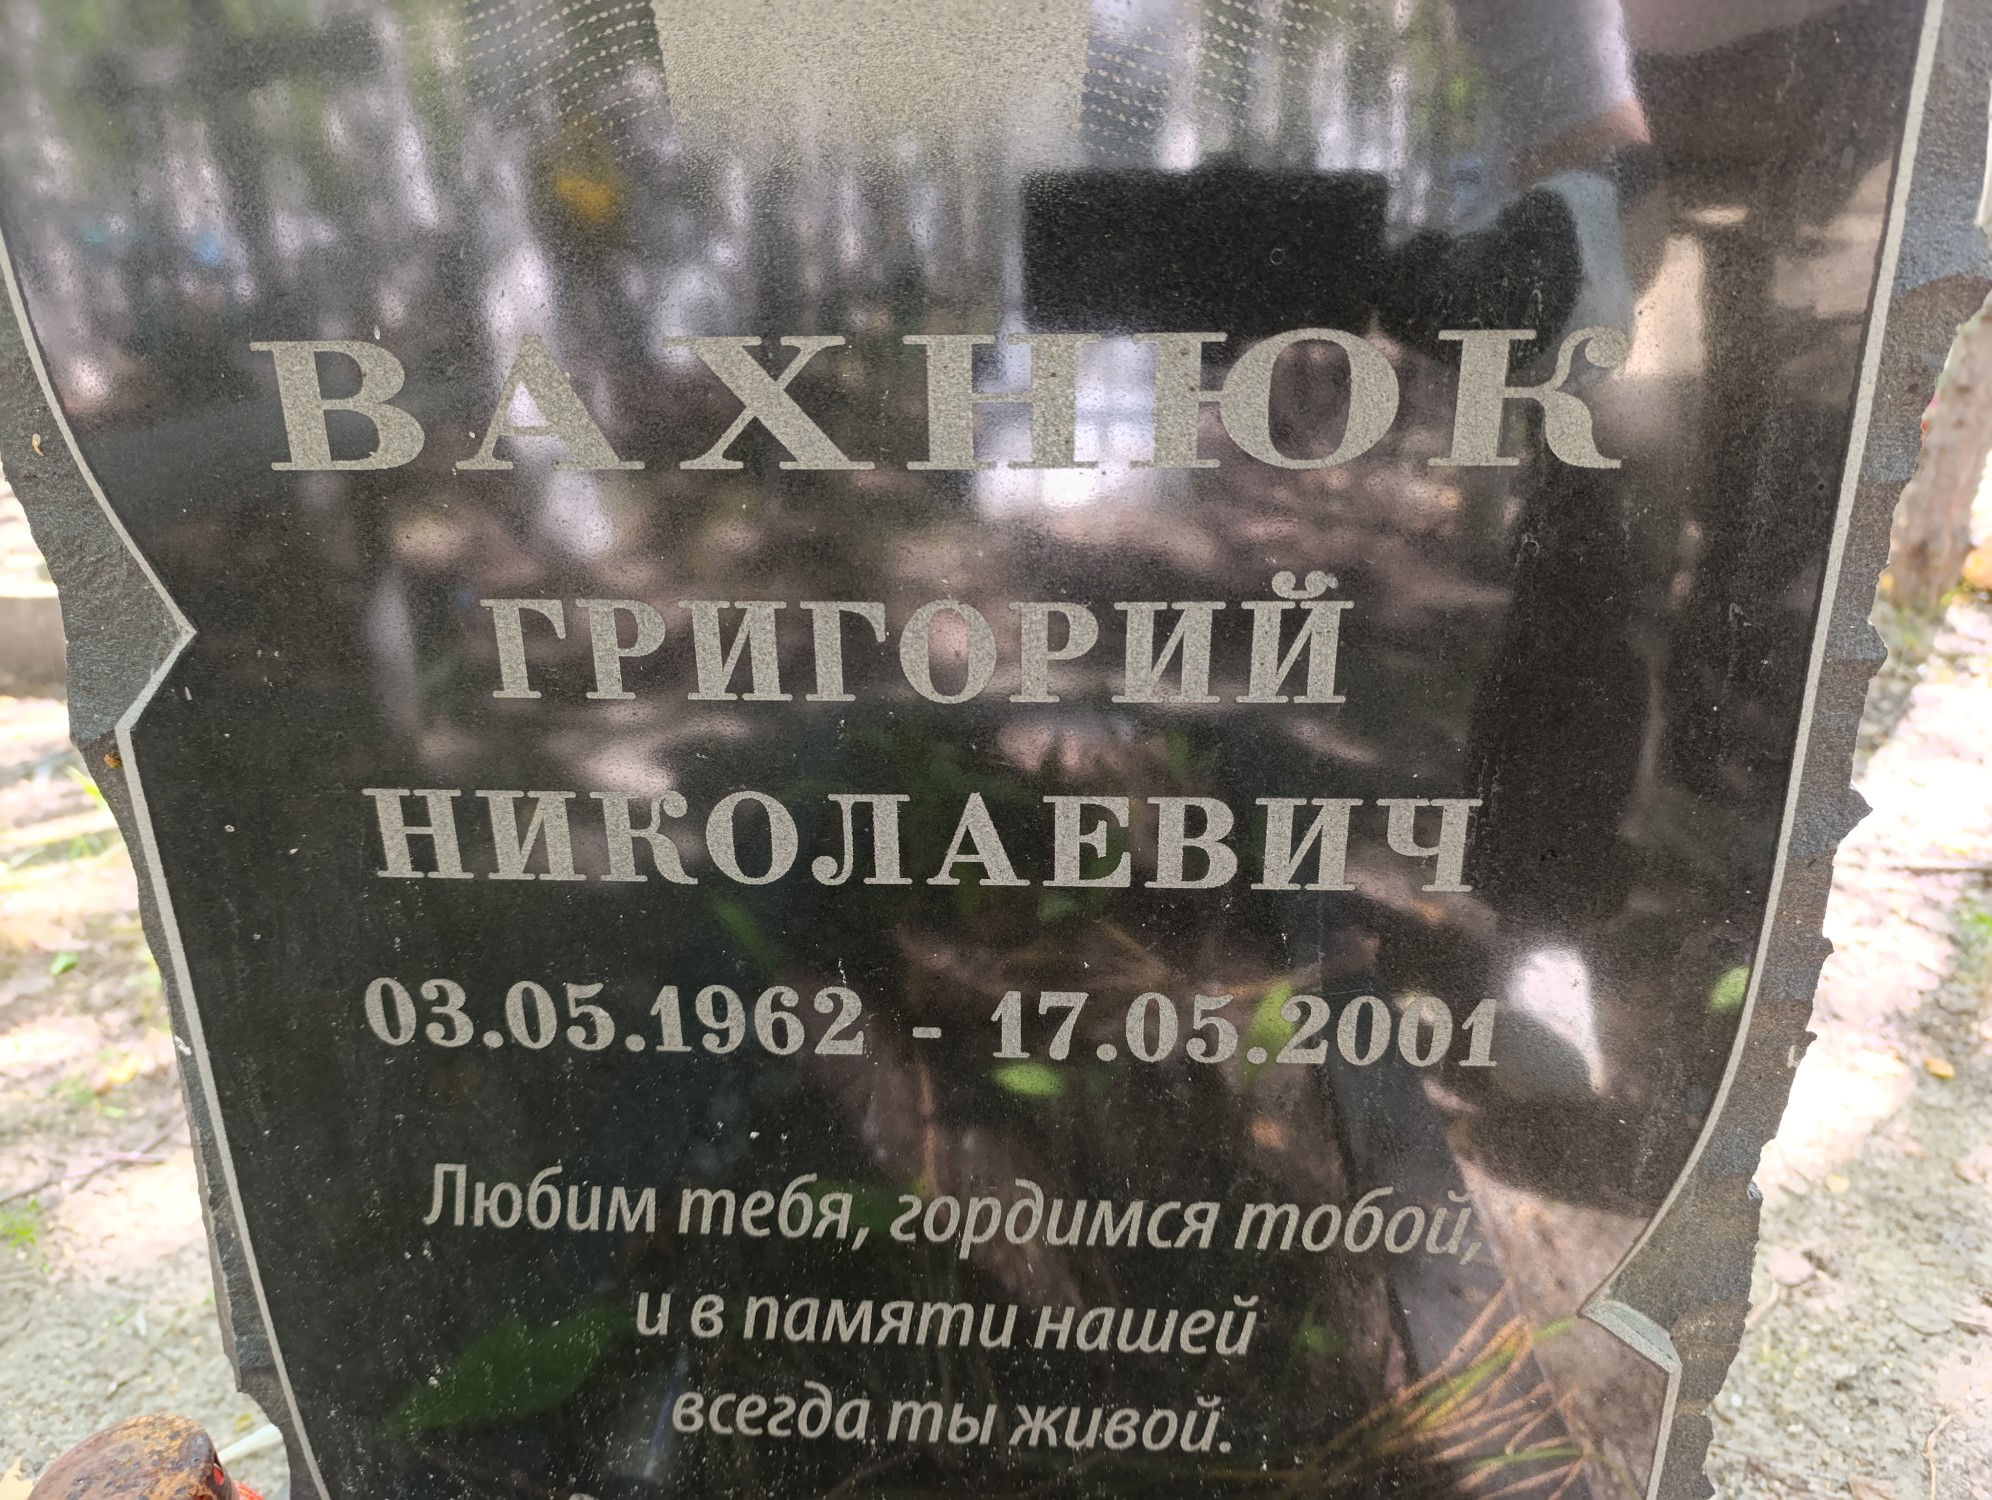 ВАХНЮК
ГРИГОРИЙ
НИКОЛАЕВИЧ
03.05.1962 - 17.05.2001
Любим тебя, гордимся тобой,
и в памяти нашей
всегда ты живой.